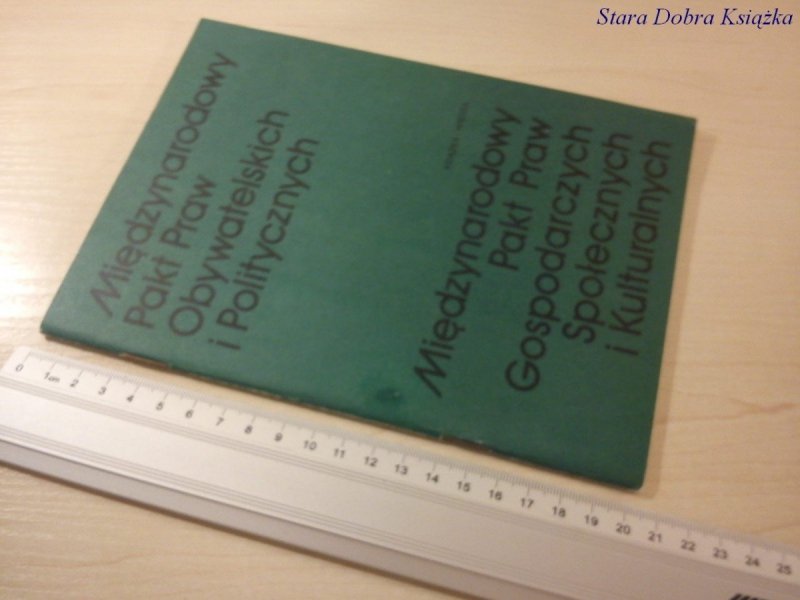 Stara Dobra Książka
Międzynarodowy
Pakt Praw
Obywatelskich
i Politycznych
Międzynarodowy
Pakt Praw
Gospodarczych
Społecznych
i Kulturalnych
0 1cm 2 3 4 5 6 7 8 9 10 11 12 13 14 15 16 17 18 19 20 21 22 23 24 25